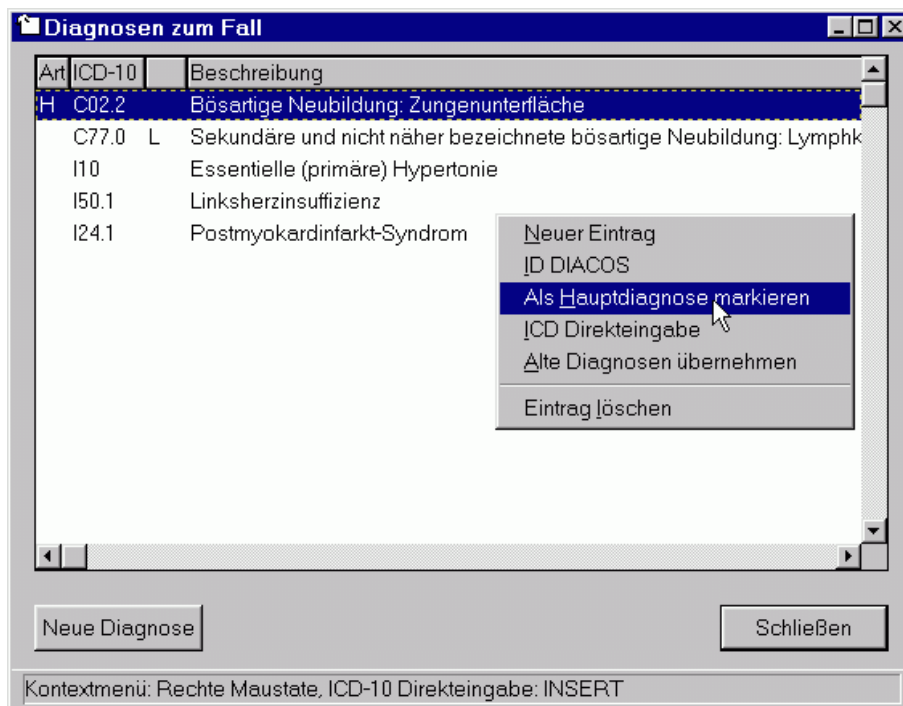 Diagnosen zum Fall
Art ICD-10 Beschreibung
H C02.2 Bösartige Neubildung: Zungenunterfläche
C77.0 L Sekundäre und nicht näher bezeichnete bösartige Neubildung: Lymphk
I10 Essentielle (primäre) Hypertonie
I50.1 Linksherzinsuffizienz
I24.1 Postmyokardinfarkt-Syndrom
Neuer Eintrag
ID DIACOS
Als Hauptdiagnose markieren
ICD Direkteingabe
Alte Diagnosen übernehmen
Eintrag löschen
Neue Diagnose
Schließen
Kontextmenü: Rechte Maustate, ICD-10 Direkteingabe: INSERT